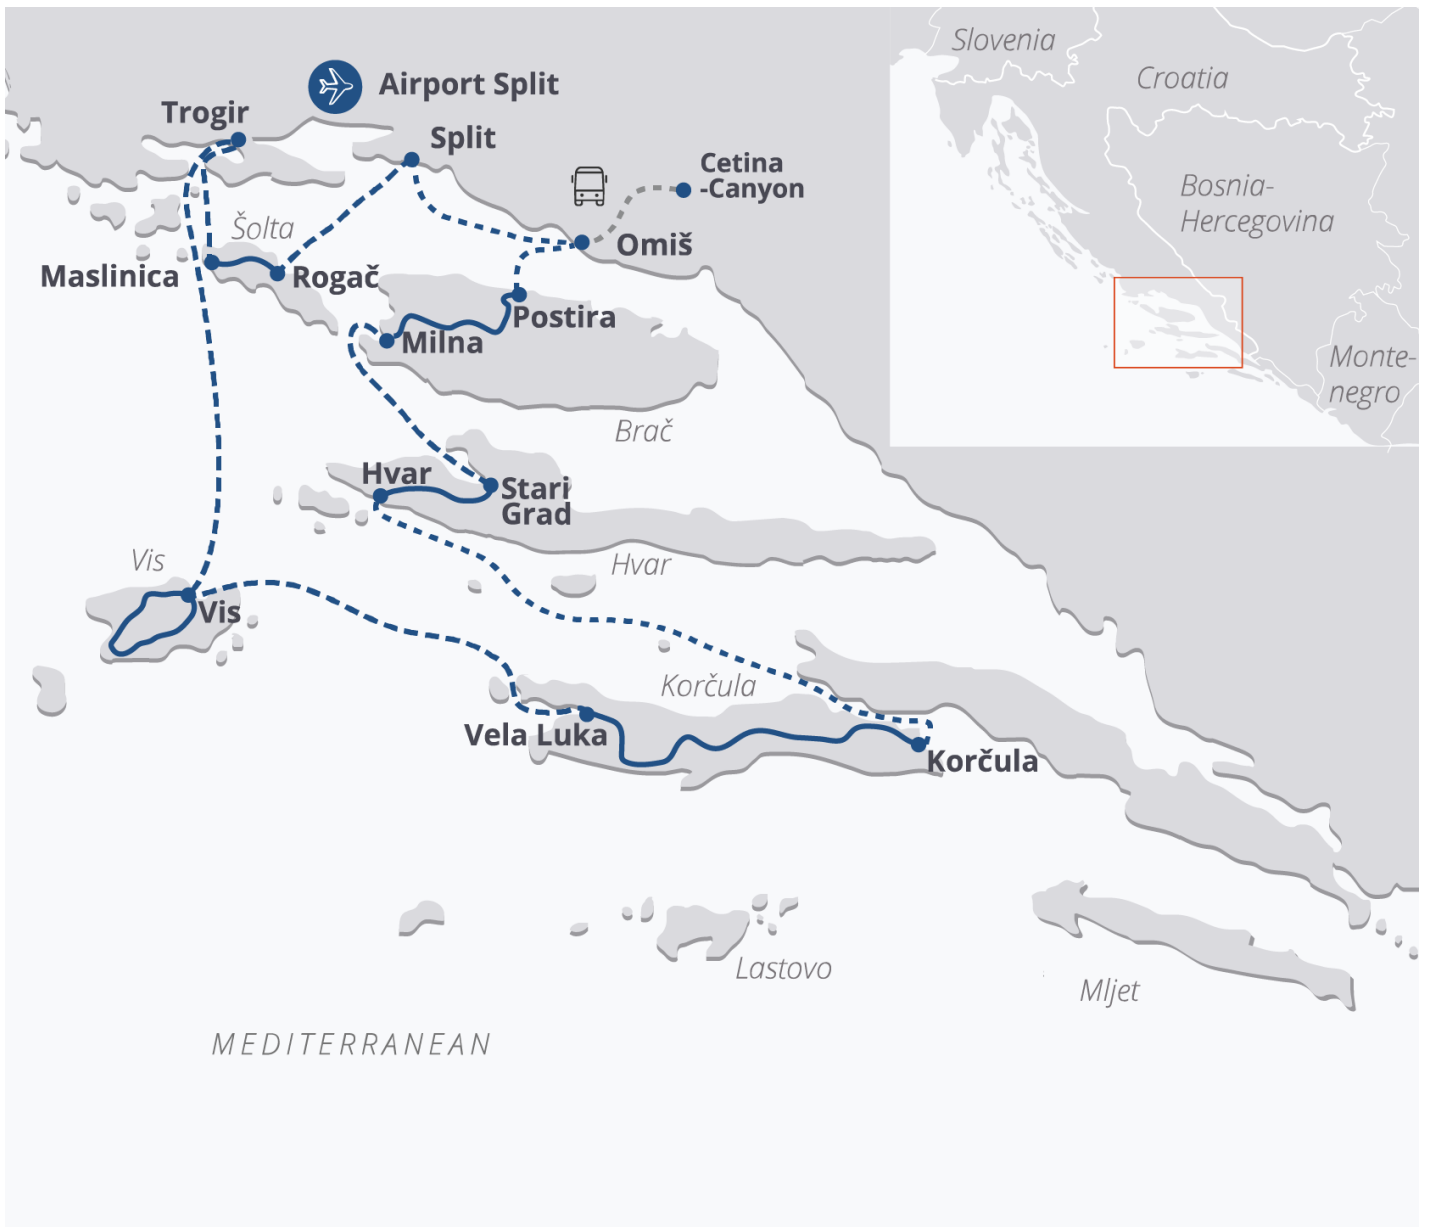 Slovenia
Croatia
Bosnia-
Hercegovina
Monte-
negro
Airport Split
Trogir
Split
Cetina
-Canyon
Omiš
Šolta
Maslinica
Rogač
Postira
Milna
Brač
Hvar
Stari
Grad
Hvar
Vis
Vis
Korčula
Vela Luka
Korčula
Lastovo
Mljet
MEDITERRANEAN